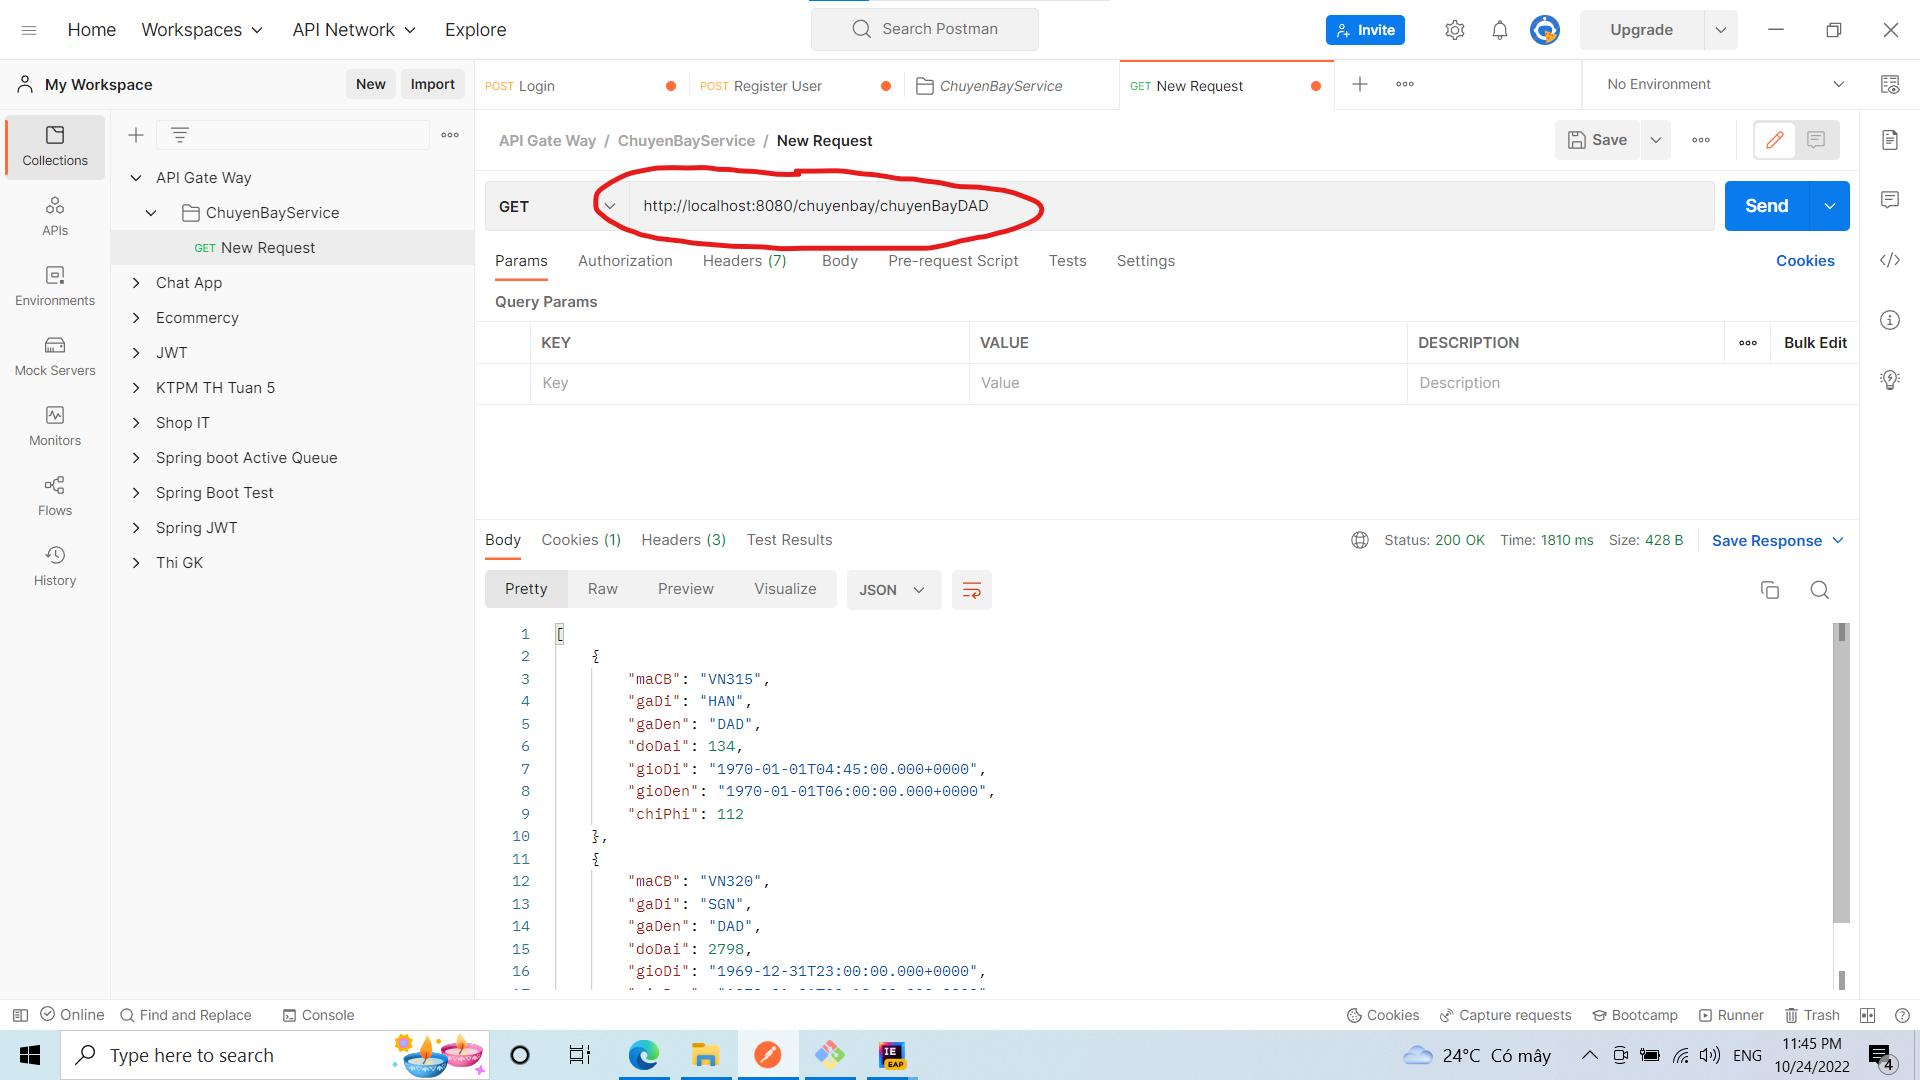 Home Workspaces API Network Explore Search Postman Invite Upgrade
My Workspace New Import POST Login POST Register User ChuyenBayService GET New Request No Environment
Collections
APIs
Environments
Mock Servers
Monitors
Flows
History
API Gate Way
ChuyenBayService
GET New Request
Chat App
Ecommercy
JWT
KTPM TH Tuan 5
Shop IT
Spring boot Active Queue
Spring Boot Test
Spring JWT
Thi GK
API Gate Way / ChuyenBayService / New Request Save
GET http://localhost:8080/chuyenbay/chuyenBayDAD Send
Params Authorization Headers (7) Body Pre-request Script Tests Settings Cookies
Query Params
KEY VALUE DESCRIPTION Bulk Edit
Key Value Description
Body Cookies (1) Headers (3) Test Results Status: 200 OK Time: 1810 ms Size: 428 B Save Response
Pretty Raw Preview Visualize JSON
1 [
2 {
3 "maCB": "VN315",
4 "gaDi": "HAN",
5 "gaDen": "DAD",
6 "doDai": 134,
7 "gioDi": "1970-01-01T04:45:00.000+0000",
8 "gioDen": "1970-01-01T06:00:00.000+0000",
9 "chiPhi": 112
10 },
11 {
12 "maCB": "VN320",
13 "gaDi": "SGN",
14 "gaDen": "DAD",
15 "doDai": 2798,
16 "gioDi": "1969-12-31T23:00:00.000+0000",
Online Find and Replace Console Cookies Capture requests Bootcamp Runner Trash
Type here to search 24°C Có mây ENG 11:45 PM
10/24/2022 4